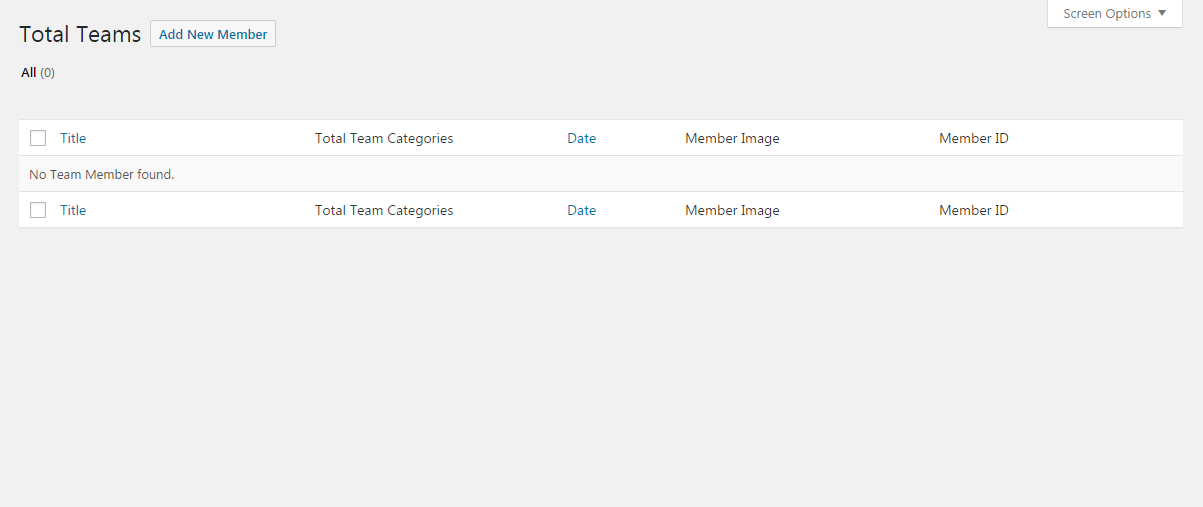 Screen Options
Total Teams Add New Member
All (0)
Title Total Team Categories Date Member Image Member ID
No Team Member found.
Title Total Team Categories Date Member Image Member ID